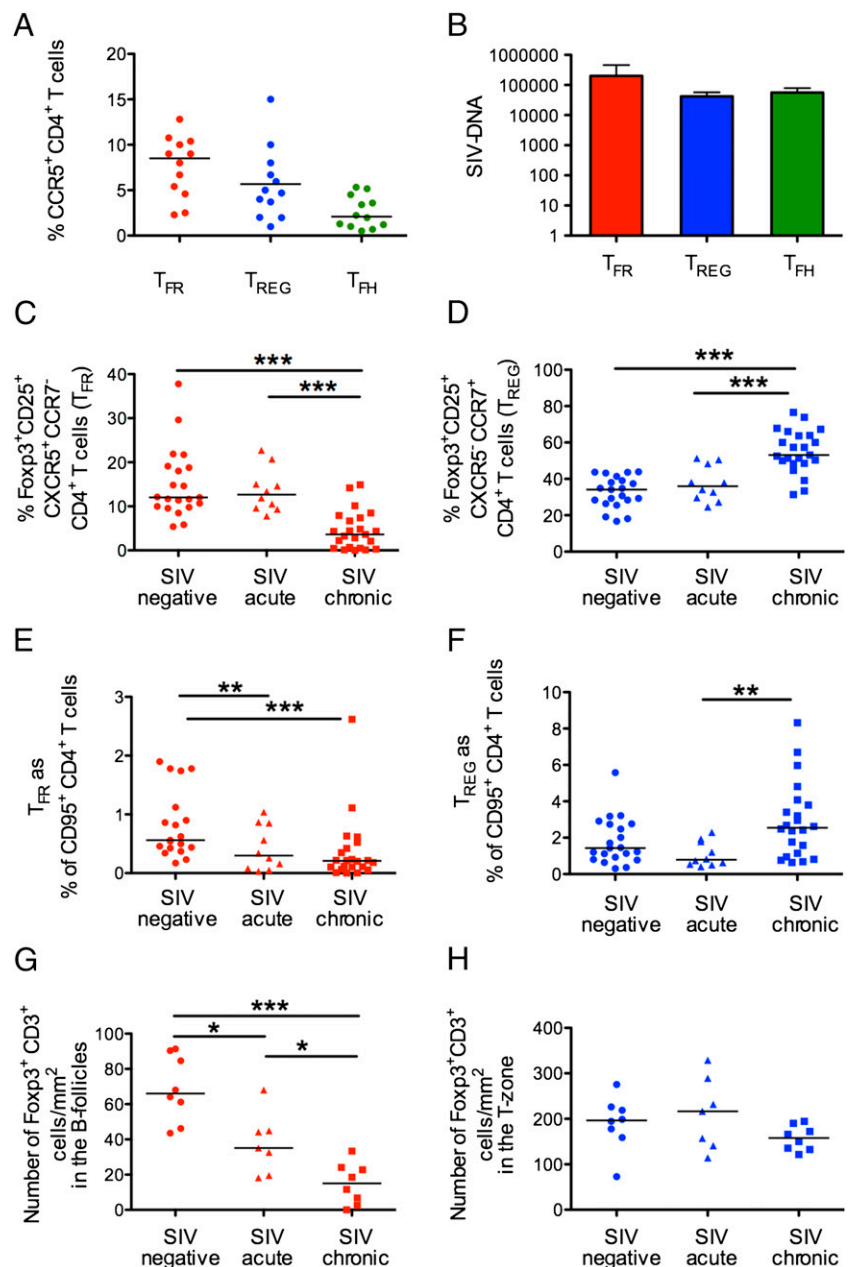 A
% CCR5+CD4+ T cells
20
15
10
5
0
TFR
TREG
TFH
B
SIV-DNA
1000000
100000
10000
1000
100
10
1
TFR
TREG
TFH
C
% Foxp3+CD25+
CXCR5+CCR7-
CD4+ T cells (TFR)
40
30
20
10
0
***
***
SIV
negative
SIV
acute
SIV
chronic
D
% Foxp3+CD25+
CXCR5- CCR7+
CD4+ T cells (TREG)
100
80
60
40
20
0
***
***
SIV
negative
SIV
acute
SIV
chronic
E
TFR as
% of CD95+ CD4+ T cells
3
2
1
0
**
***
SIV
negative
SIV
acute
SIV
chronic
F
TREG as
% of CD95+ CD4+ T cells
10
8
6
4
2
0
**
SIV
negative
SIV
acute
SIV
chronic
G
Number of Foxp3+ CD3+
cells/mm2
in the B-follicles
100
80
60
40
20
0
***
*
*
SIV
negative
SIV
acute
SIV
chronic
H
Number of Foxp3+CD3+
cells/mm2
in the T-zone
400
300
200
100
0
SIV
negative
SIV
acute
SIV
chronic